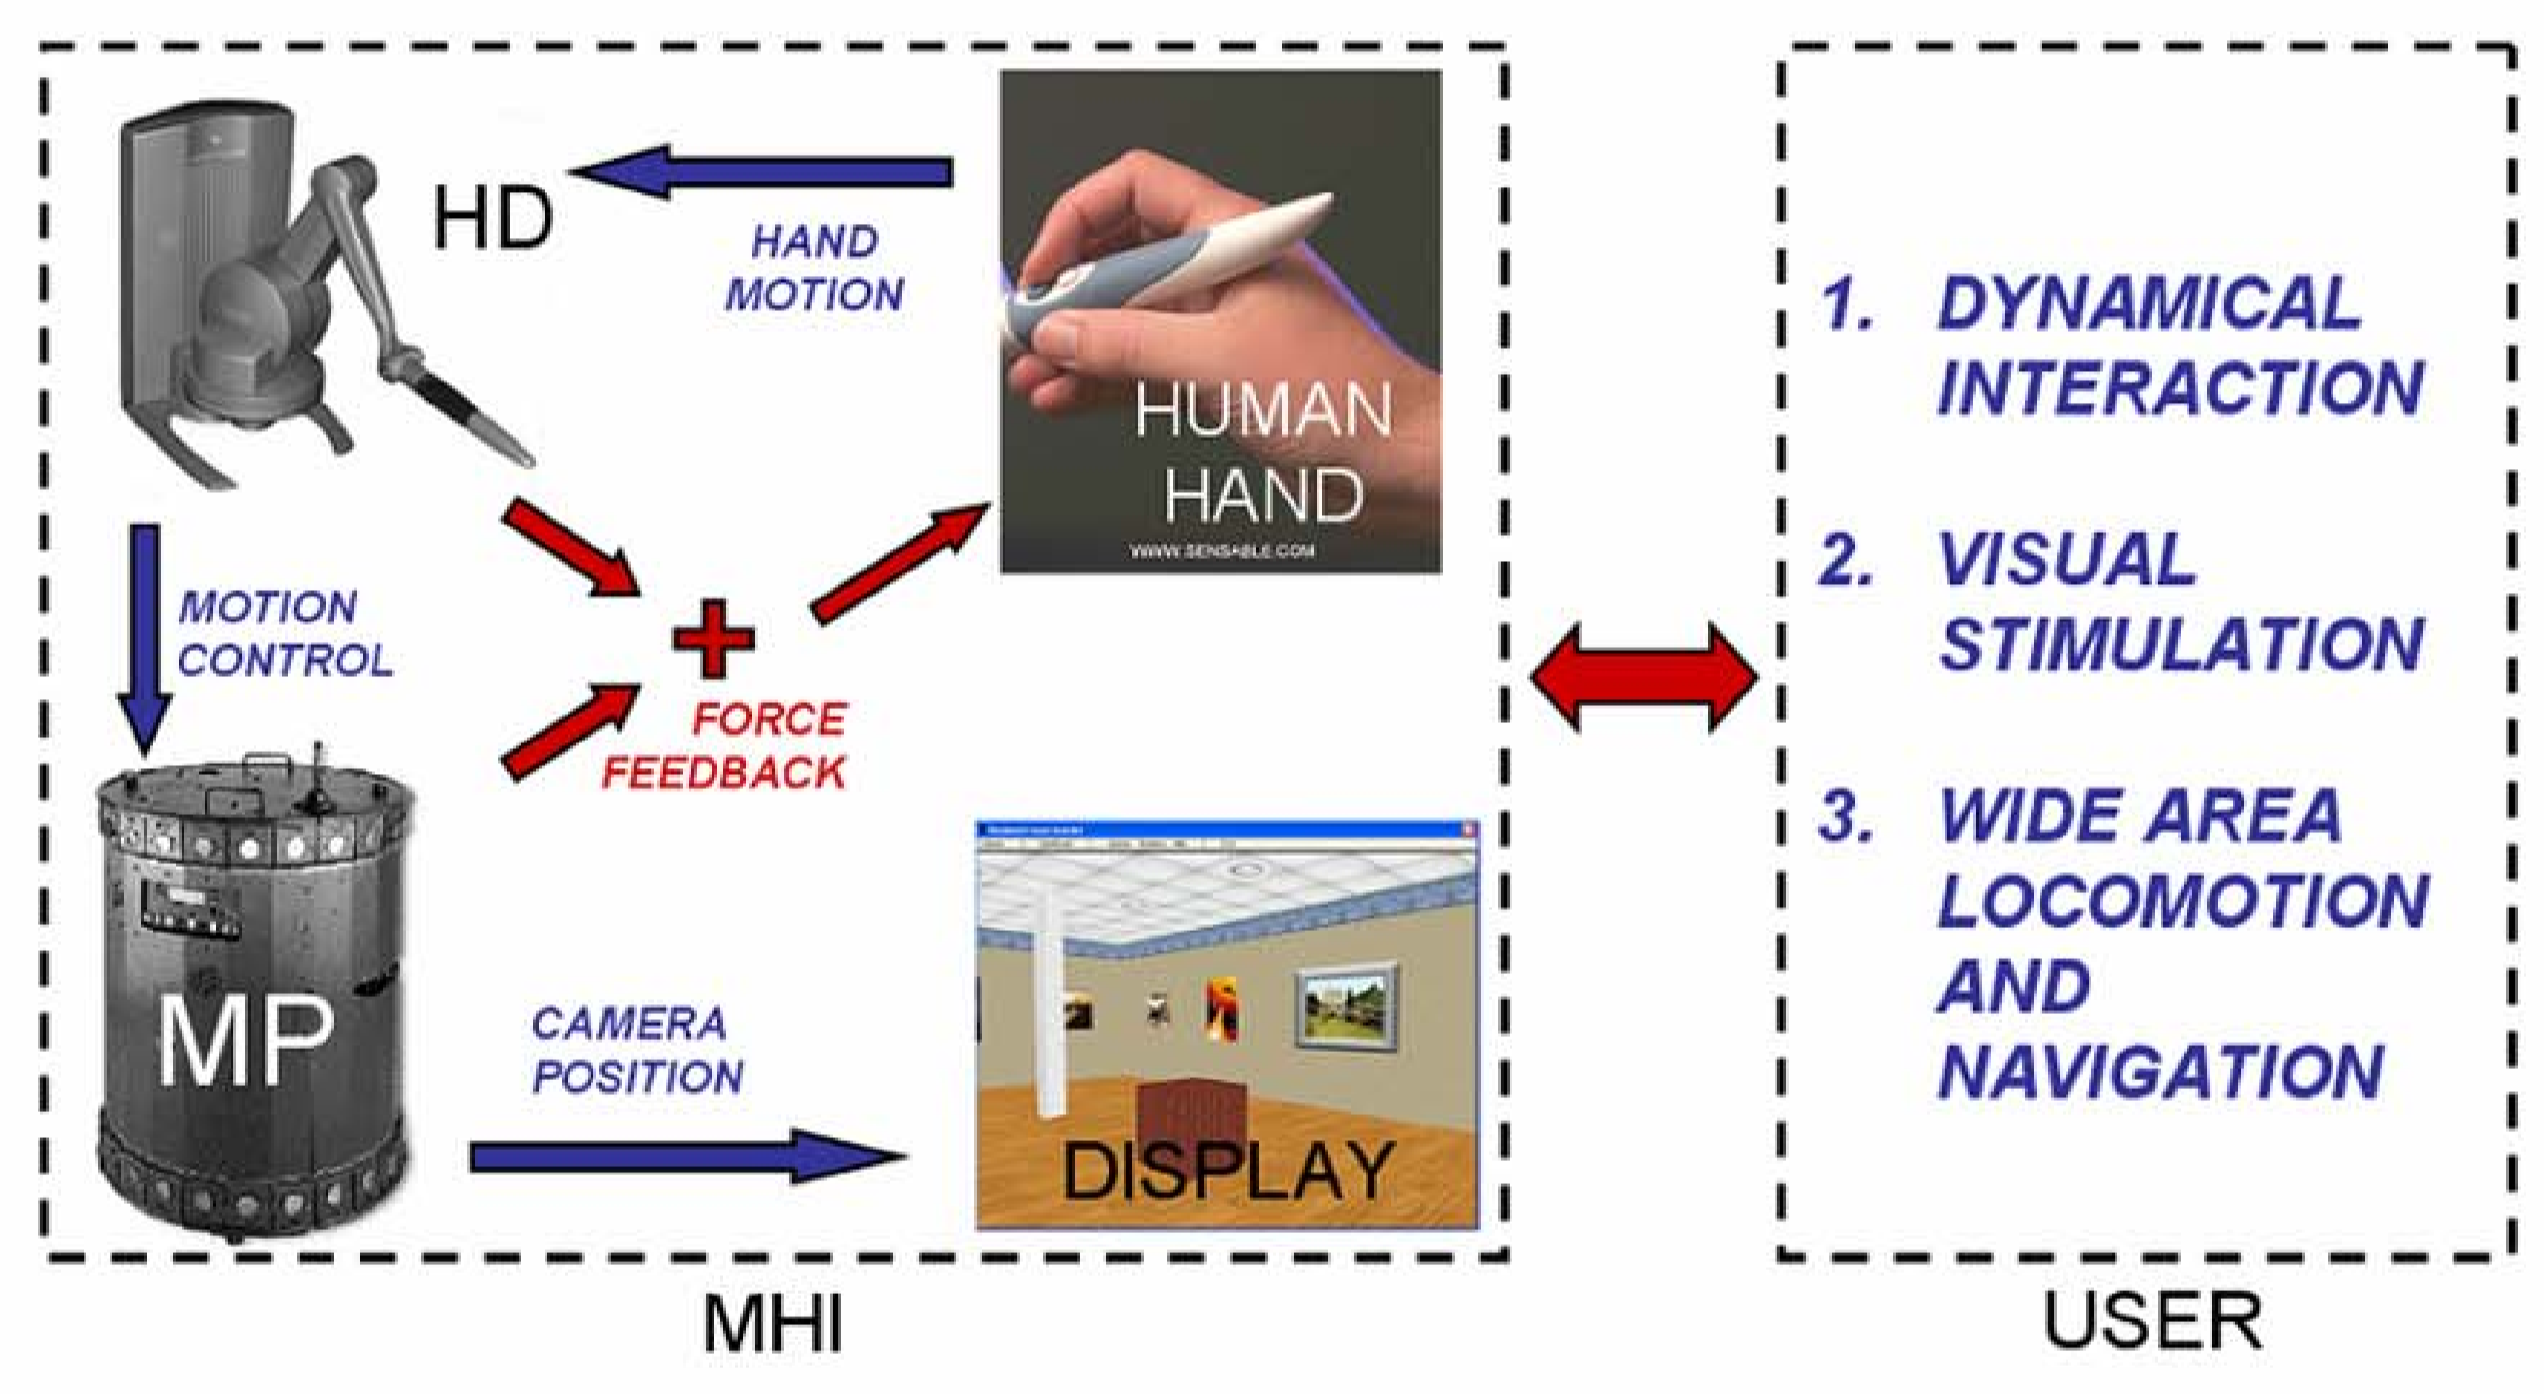 HD
HAND
MOTION
HUMAN
HAND
WWW.SENSABLE.COM
MOTION
CONTROL
FORCE
FEEDBACK
MP
CAMERA
POSITION
DISPLAY
MHI
1. DYNAMICAL
INTERACTION
2. VISUAL
STIMULATION
3. WIDE AREA
LOCOMOTION
AND
NAVIGATION
USER